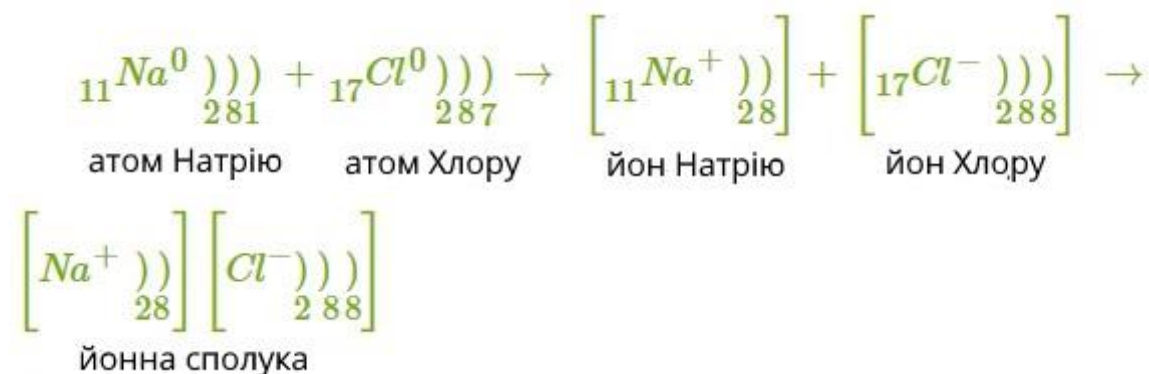 ₁₁Na⁰ ) ) ) + ₁₇Cl⁰ ) ) ) → [ ₁₁Na⁺ ) ) ] + [ ₁₇Cl⁻ ) ) ) ] →
2 8 1 2 8 7 2 8 2 8 8
атом Натрію атом Хлору йон Натрію йон Хлору
[ Na⁺ ) ) ] [ Cl⁻ ) ) ) ]
2 8 2 8 8
йонна сполука